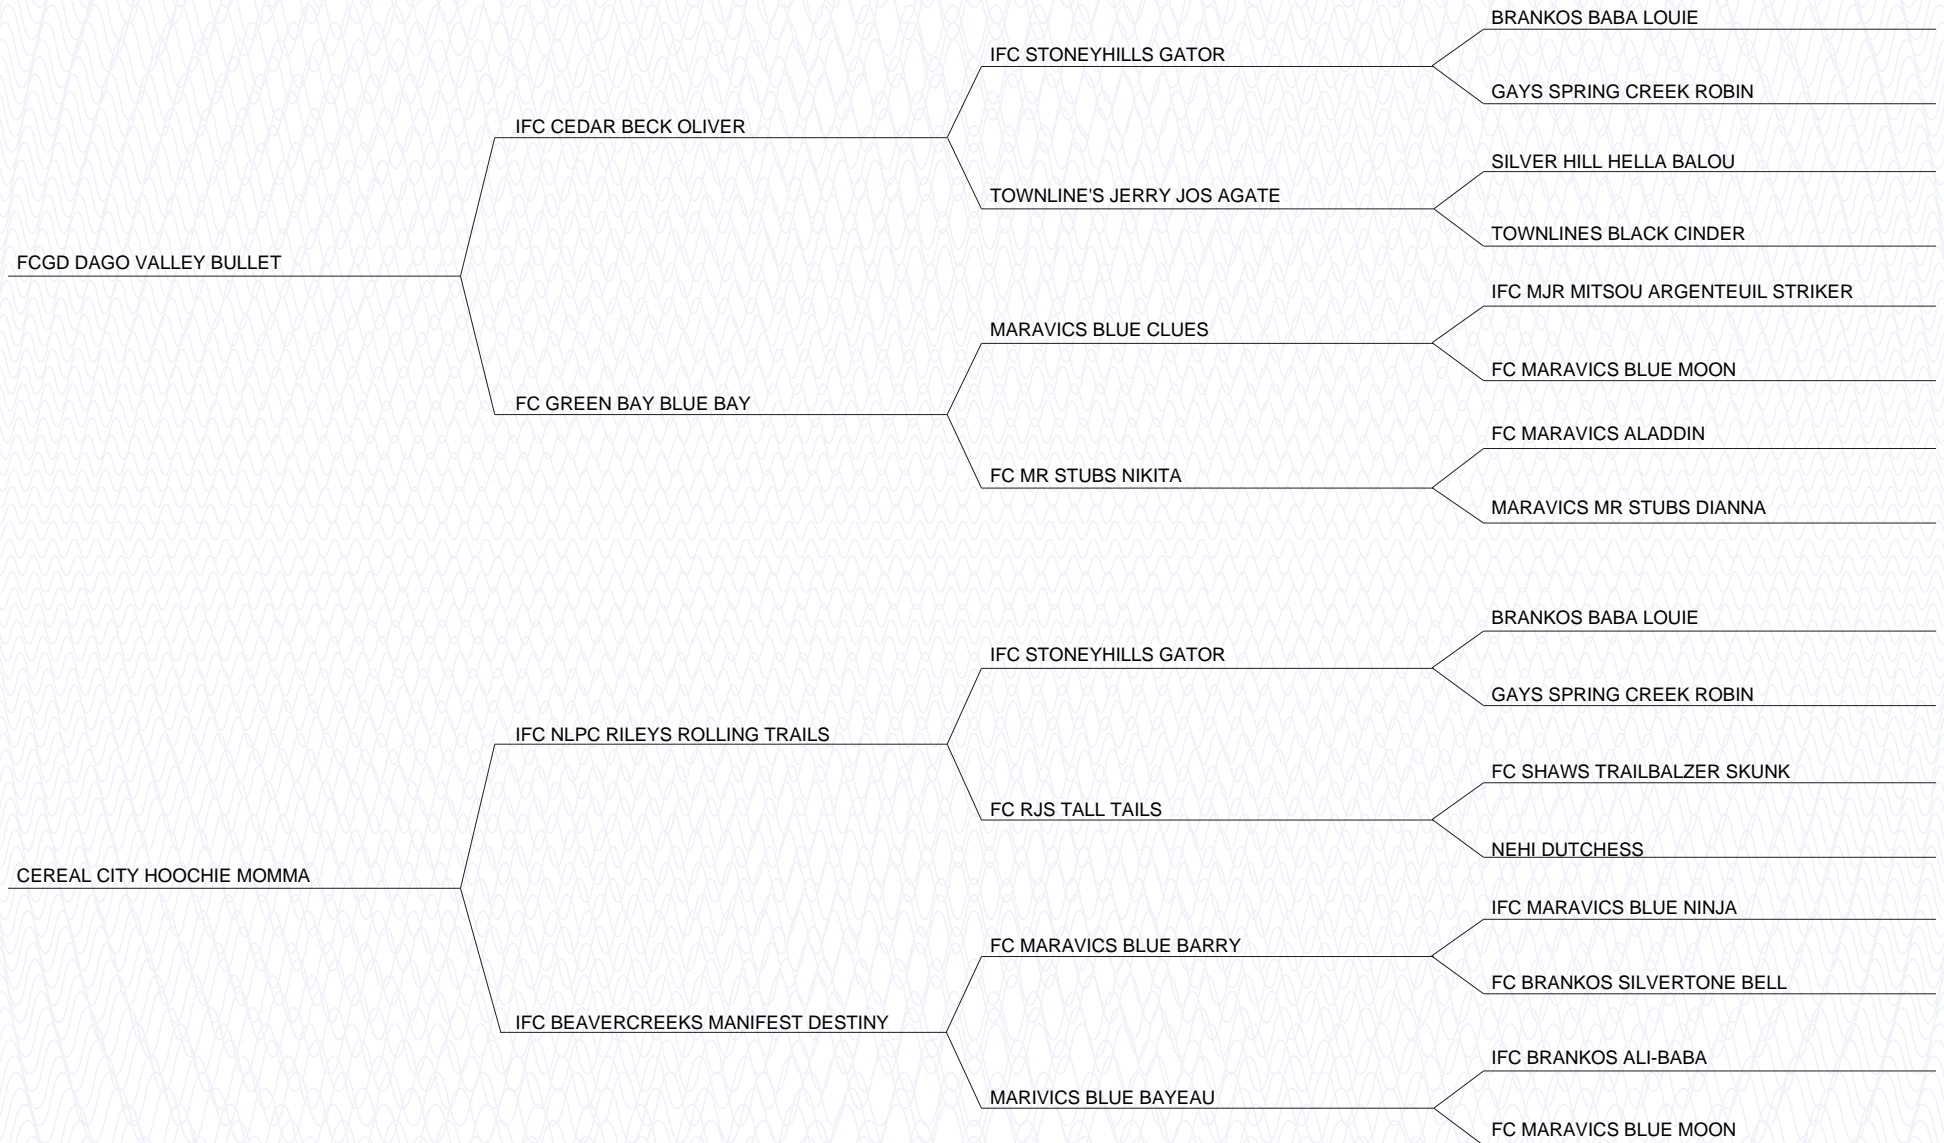 BRANKOS BABA LOUIE
IFC STONEYHILLS GATOR
GAYS SPRING CREEK ROBIN
IFC CEDAR BECK OLIVER
SILVER HILL HELLA BALOU
TOWNLINE'S JERRY JOS AGATE
TOWNLINES BLACK CINDER
FCGD DAGO VALLEY BULLET
IFC MJR MITSOU ARGENTEUIL STRIKER
MARAVICS BLUE CLUES
FC MARAVICS BLUE MOON
FC GREEN BAY BLUE BAY
FC MARAVICS ALADDIN
FC MR STUBS NIKITA
MARAVICS MR STUBS DIANNA
BRANKOS BABA LOUIE
IFC STONEYHILLS GATOR
GAYS SPRING CREEK ROBIN
IFC NLPC RILEYS ROLLING TRAILS
FC SHAWS TRAILBALZER SKUNK
FC RJS TALL TAILS
NEHI DUTCHESS
CEREAL CITY HOOCHIE MOMMA
IFC MARAVICS BLUE NINJA
FC MARAVICS BLUE BARRY
FC BRANKOS SILVERTONE BELL
IFC BEAVERCREEKS MANIFEST DESTINY
IFC BRANKOS ALI-BABA
MARIVICS BLUE BAYEAU
FC MARAVICS BLUE MOON